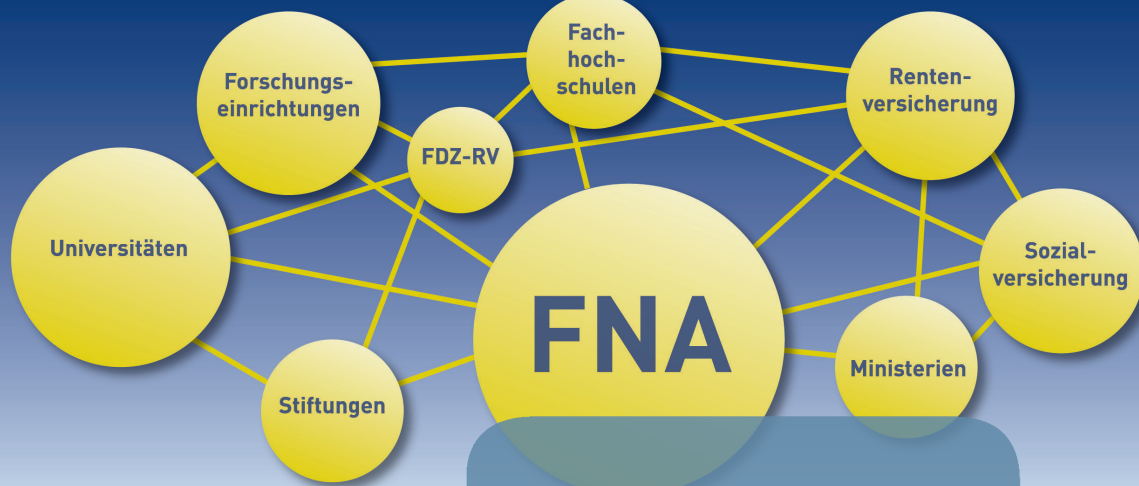 Fach-
hoch-
schulen
Forschungs-
einrichtungen
Renten-
versicherung
FDZ-RV
Universitäten
Sozial-
versicherung
FNA
Ministerien
Stiftungen